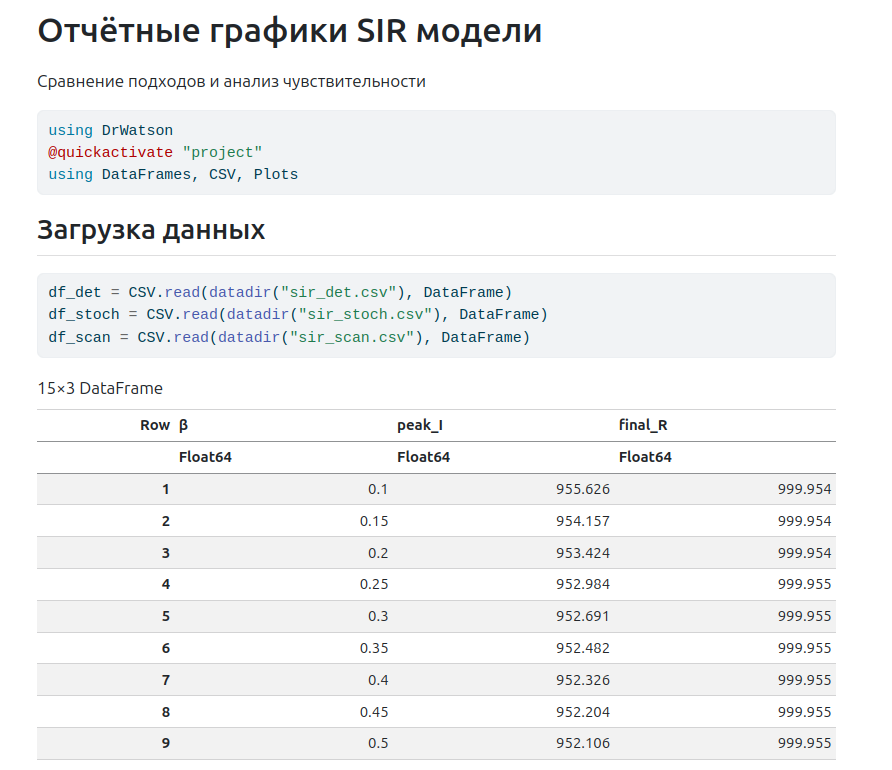 Отчётные графики SIR модели
Сравнение подходов и анализ чувствительности
using DrWatson
@quickactivate "project"
using DataFrames, CSV, Plots
Загрузка данных
df_det = CSV.read(datadir("sir_det.csv"), DataFrame)
df_stoch = CSV.read(datadir("sir_stoch.csv"), DataFrame)
df_scan = CSV.read(datadir("sir_scan.csv"), DataFrame)
15×3 DataFrame
Row β peak_I final_R
Float64 Float64 Float64
1 0.1 955.626 999.954
2 0.15 954.157 999.954
3 0.2 953.424 999.954
4 0.25 952.984 999.955
5 0.3 952.691 999.955
6 0.35 952.482 999.955
7 0.4 952.326 999.955
8 0.45 952.204 999.955
9 0.5 952.106 999.955